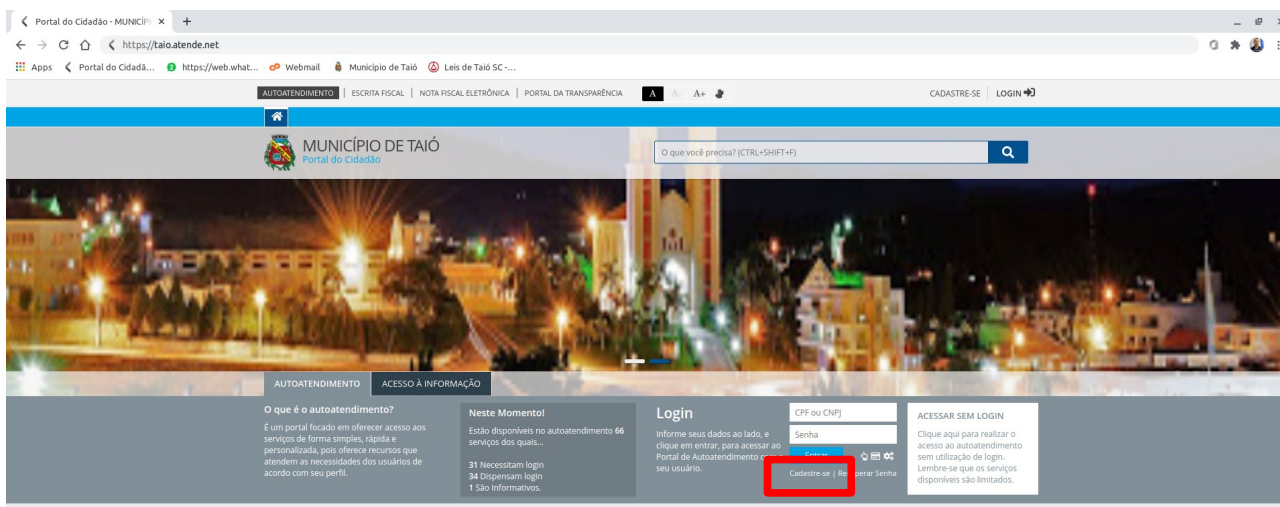 Portal do Cidadão - MUNICÍPI
https://taio.atende.net
Apps Portal do Cidadã... https://web.what... Webmail Município de Taió Leis de Taió SC -...
AUTOATENDIMENTO | ESCRITA FISCAL | NOTA FISCAL ELETRÔNICA | PORTAL DA TRANSPARÊNCIA A A- A+ CADASTRE-SE LOGIN
MUNICÍPIO DE TAIÓ
Portal do Cidadão
O que você precisa? (CTRL+SHIFT+F)
AUTOATENDIMENTO ACESSO À INFORMAÇÃO
O que é o autoatendimento?
É um portal focado em oferecer acesso aos
serviços de forma simples, rápida e
personalizada, pois oferece recursos que
atendem as necessidades dos usuários de
acordo com seu perfil.
Neste Momento!
Estão disponíveis no autoatendimento 66
serviços dos quais...
31 Necessitam login
34 Dispensam login
1 São Informativos.
Login
Informe seus dados ao lado, e
clique em entrar, para acessar ao
Portal de Autoatendimento com o
seu usuário.
CPF ou CNPJ
Senha
Entrar
Cadastre-se | Recuperar Senha
ACESSAR SEM LOGIN
Clique aqui para realizar o
acesso ao autoatendimento
sem utilização de login.
Lembre-se que os serviços
disponíveis são limitados.